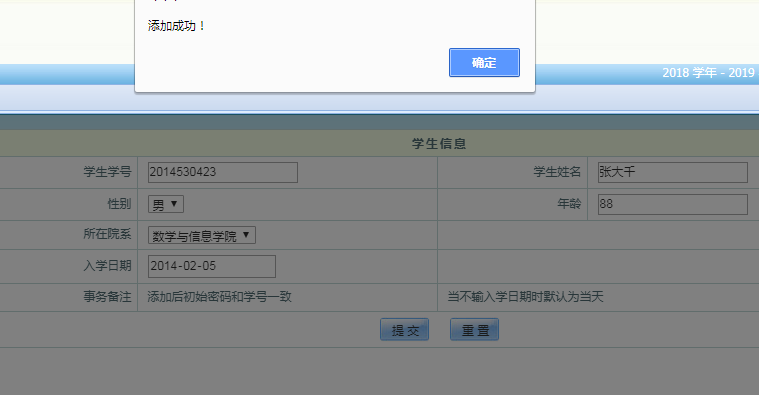 添加成功！
确定
2018 学年 - 2019
学生信息
学生学号 2014530423 学生姓名 张大千
性别 男 年龄 88
所在院系 数学与信息学院
入学日期 2014-02-05
事务备注 添加后初始密码和学号一致 当不输入学日期时默认为当天
提 交 重 置